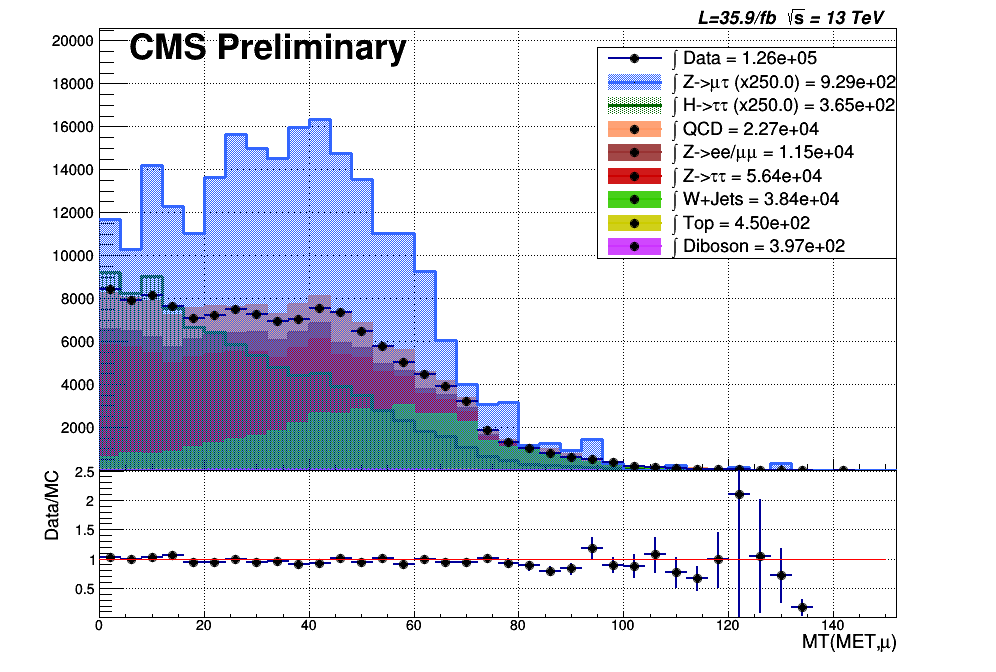 L=35.9/fb √s = 13 TeV
CMS Preliminary
∫ Data = 1.26e+05
∫ Z->μτ (x250.0) = 9.29e+02
∫ H->ττ (x250.0) = 3.65e+02
∫ QCD = 2.27e+04
∫ Z->ee/μμ = 1.15e+04
∫ Z->ττ = 5.64e+04
∫ W+Jets = 3.84e+04
∫ Top = 4.50e+02
∫ Diboson = 3.97e+02
20000
18000
16000
14000
12000
10000
8000
6000
4000
2000
Data/MC
2.5
2
1.5
1
0.5
0 20 40 60 80 100 120 140
MT(MET,μ)